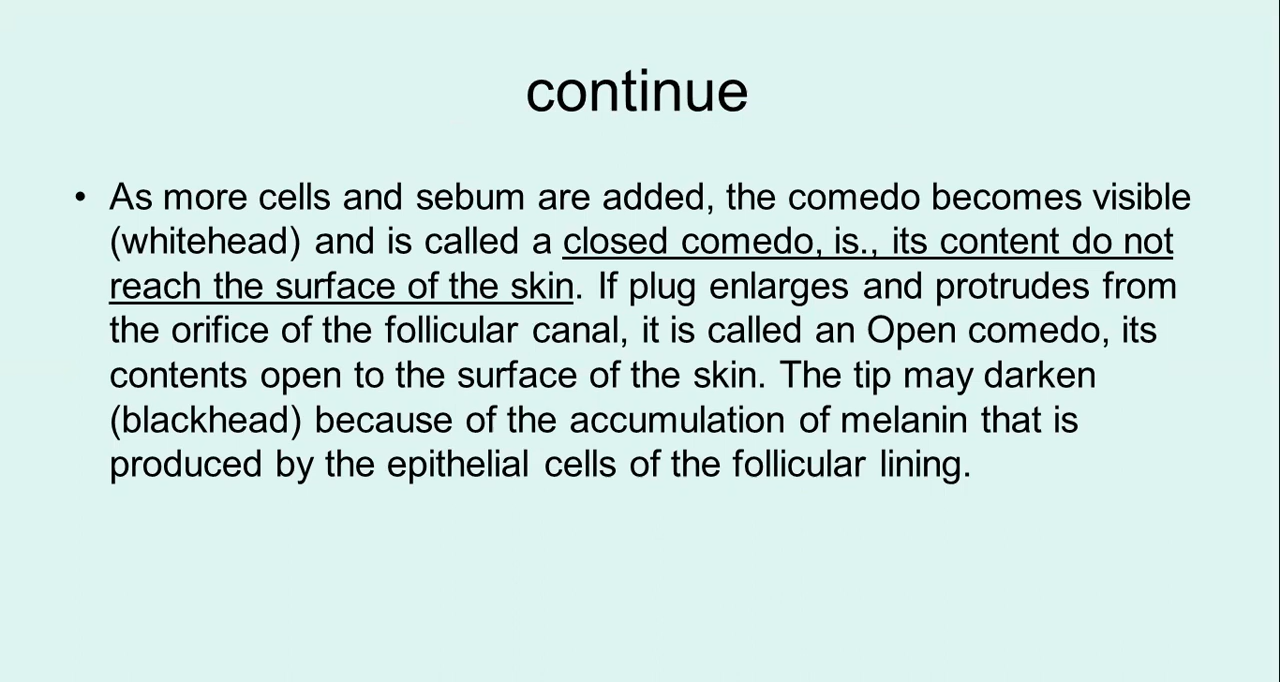 continue
• As more cells and sebum are added, the comedo becomes visible
(whitehead) and is called a closed comedo, is., its content do not
reach the surface of the skin. If plug enlarges and protrudes from
the orifice of the follicular canal, it is called an Open comedo, its
contents open to the surface of the skin. The tip may darken
(blackhead) because of the accumulation of melanin that is
produced by the epithelial cells of the follicular lining.